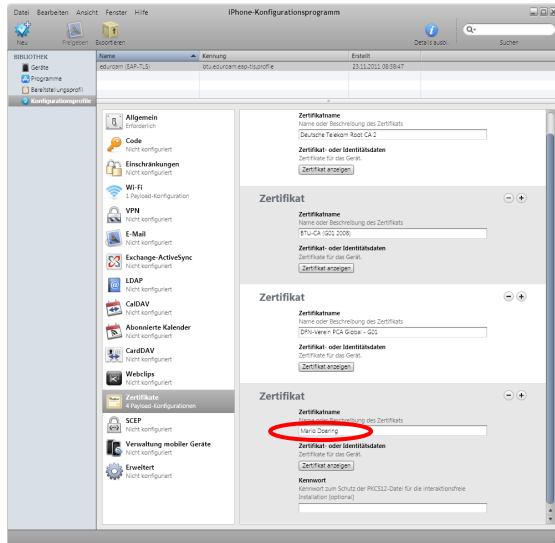 Datei Bearbeiten Ansicht Fenster Hilfe
iPhone-Konfigurationsprogramm
Neu Freigeben Exportieren
Details ausbl. Suchen
BIBLIOTHEK
Geräte
Programme
Bereitstellungsprofil
Konfigurationsprofile
Name Kennung Erstellt
eduroam (EAP-TLS) btu.eduroam.eap-tls.profile 23.11.2011 08:59:47
Allgemein
Erforderlich
Code
Nicht konfiguriert
Einschränkungen
Nicht konfiguriert
Wi-Fi
1 Payload-Konfiguration
VPN
Nicht konfiguriert
E-Mail
Nicht konfiguriert
Exchange-ActiveSync
Nicht konfiguriert
LDAP
Nicht konfiguriert
CalDAV
Nicht konfiguriert
Abonnierte Kalender
Nicht konfiguriert
CardDAV
Nicht konfiguriert
Webclips
Nicht konfiguriert
Zertifikate
4 Payload-Konfigurationen
SCEP
Nicht konfiguriert
Verwaltung mobiler Geräte
Nicht konfiguriert
Erweitert
Nicht konfiguriert
Zertifikatname
Name oder Beschreibung des Zertifikats
Deutsche Telekom Root CA 2
Zertifikat- oder Identitätsdaten
Zertifikate für das Gerät.
Zertifikat anzeigen
Zertifikat
Zertifikatname
Name oder Beschreibung des Zertifikats
BTU-CA (G01 2008)
Zertifikat- oder Identitätsdaten
Zertifikate für das Gerät.
Zertifikat anzeigen
Zertifikat
Zertifikatname
Name oder Beschreibung des Zertifikats
DFN-Verein PCA Global - G01
Zertifikat- oder Identitätsdaten
Zertifikate für das Gerät.
Zertifikat anzeigen
Zertifikat
Zertifikatname
Name oder Beschreibung des Zertifikats
Mario Doering
Zertifikat- oder Identitätsdaten
Zertifikate für das Gerät.
Zertifikat anzeigen
Kennwort
Kennwort zum Schutz der PKCS12-Datei für die interaktionsfreie
Installation (optional)